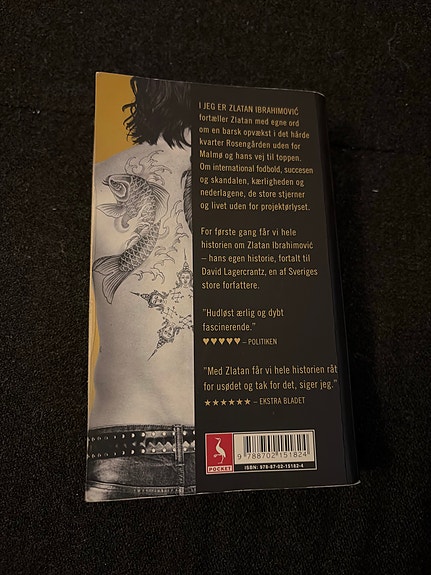 I JEG ER ZLATAN IBRAHIMOVIĆ
fortæller Zlatan med egne ord
om en barsk opvækst i det hårde
kvarter Rosengården uden for
Malmø og hans vej til toppen.
Om international fodbold, succesen
og skandalen, kærligheden og
nederlagene, de store stjerner
og livet uden for projektørlyset.
For første gang får vi hele
historien om Zlatan Ibrahimović
– hans egen historie, fortalt til
David Lagercrantz, en af Sveriges
store forfattere.
"Hudløst ærlig og dybt
fascinerende."
♥♥♥♥♥ – POLITIKEN
"Med Zlatan får vi hele historien råt
for usødet og tak for det, siger jeg."
★★★★★★ – EKSTRA BLADET
POCKET
9 788702 151824
ISBN: 978-87-02-15182-4